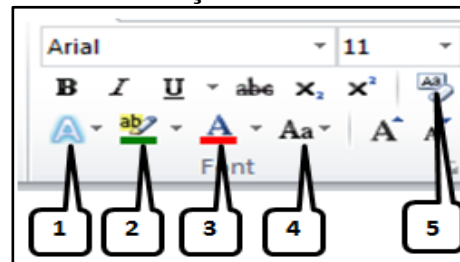 Arial 11
B I U abc X₂ X²
A ab A Aa A A
Font
1 2 3 4 5